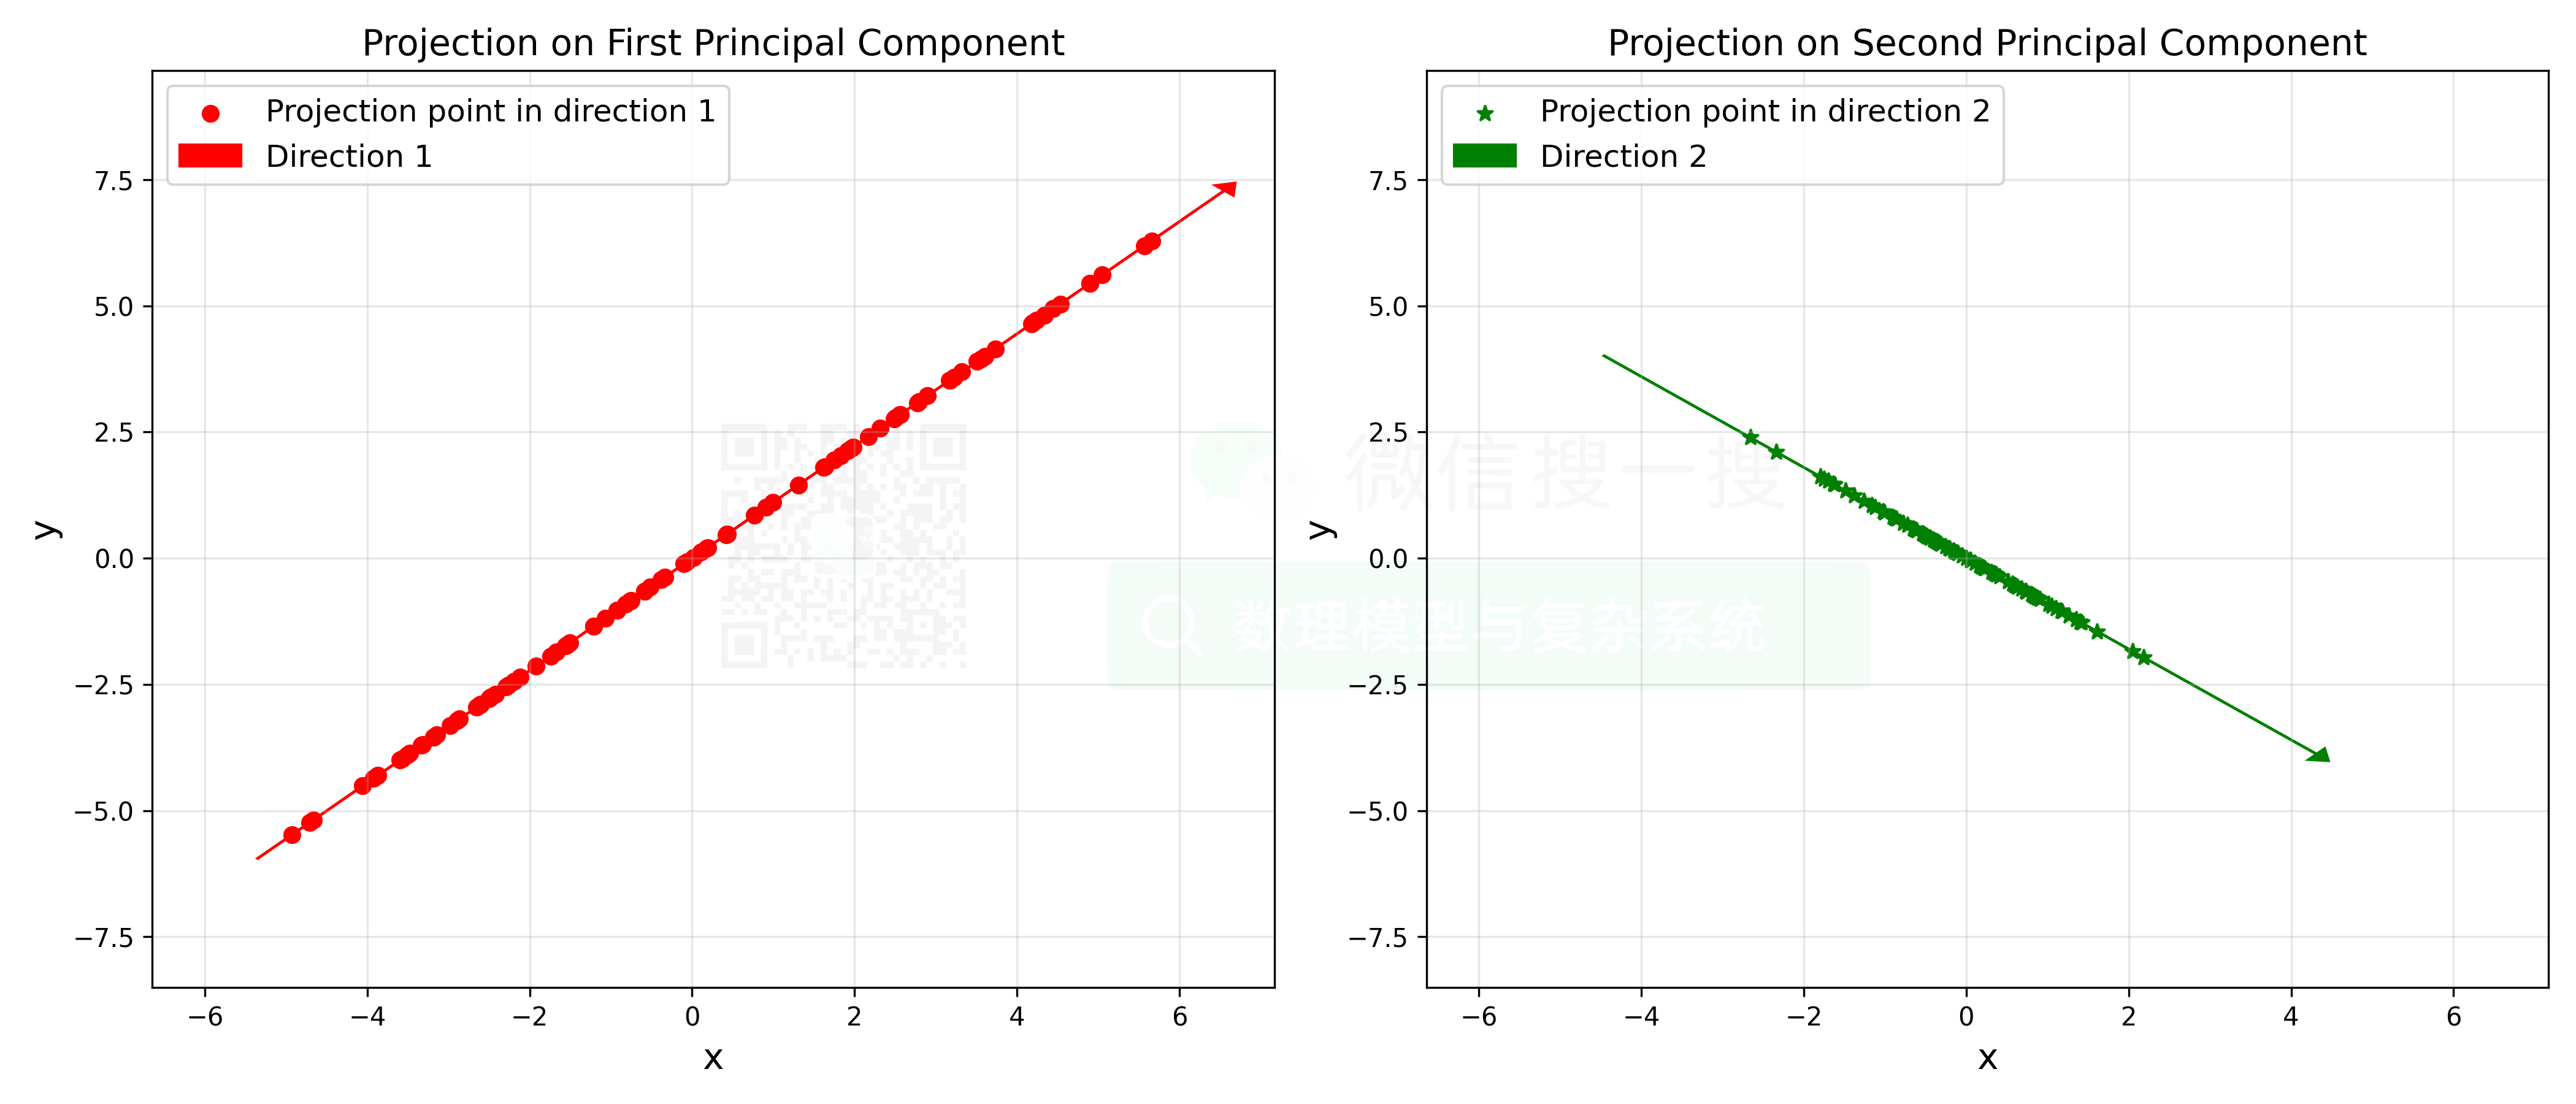 Projection on First Principal Component
Projection point in direction 1
Direction 1
7.5
5.0
2.5
0.0
−2.5
−5.0
−7.5
y
−6 −4 −2 0 2 4 6
x
Projection on Second Principal Component
Projection point in direction 2
Direction 2
7.5
5.0
2.5
0.0
−2.5
−5.0
−7.5
y
−6 −4 −2 0 2 4 6
x
微信搜一搜
数理模型与复杂系统